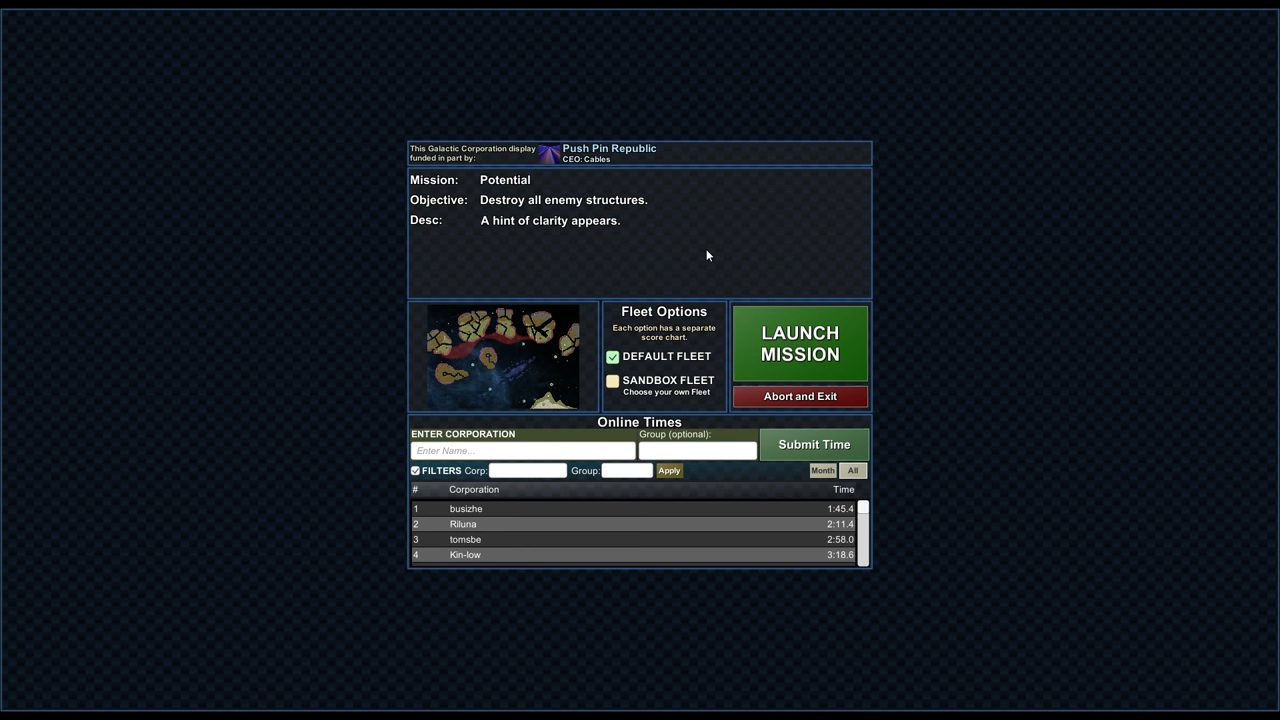 This Galactic Corporation display
funded in part by:
Push Pin Republic
CEO: Cables
Mission: Potential
Objective: Destroy all enemy structures.
Desc: A hint of clarity appears.
Fleet Options
Each option has a separate
score chart.
DEFAULT FLEET
SANDBOX FLEET
Choose your own Fleet
LAUNCH
MISSION
Abort and Exit
Online Times
ENTER CORPORATION Group (optional):
Enter Name...
Submit Time
FILTERS Corp: Group: Apply Month All
# Corporation Time
1 busizhe 1:45.4
2 Riluna 2:11.4
3 tomsbe 2:58.0
4 Kin-low 3:18.6